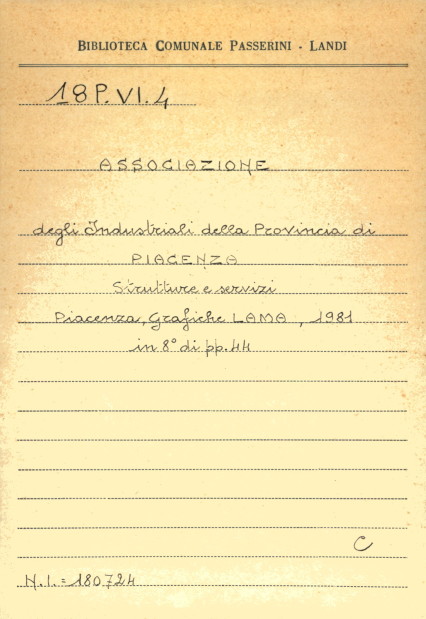 BIBLIOTECA COMUNALE PASSERINI - LANDI
18 P. VI. 4
ASSOCIAZIONE
degli Industriali della Provincia di
PIACENZA
Strutture e servizi
Piacenza, Grafiche LAMA, 1981
in 8° di pp. 44
C
N.I. = 180724